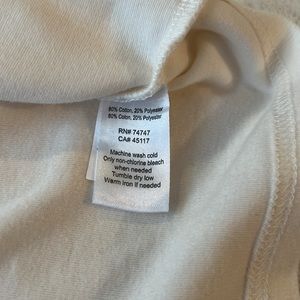 80% Cotton, 20% Polyester
80% Coton, 20% Polyester
RN# 74747
CA# 45117
Machine wash cold
Only non-chlorine bleach
when needed
Tumble dry low
Warm iron if needed